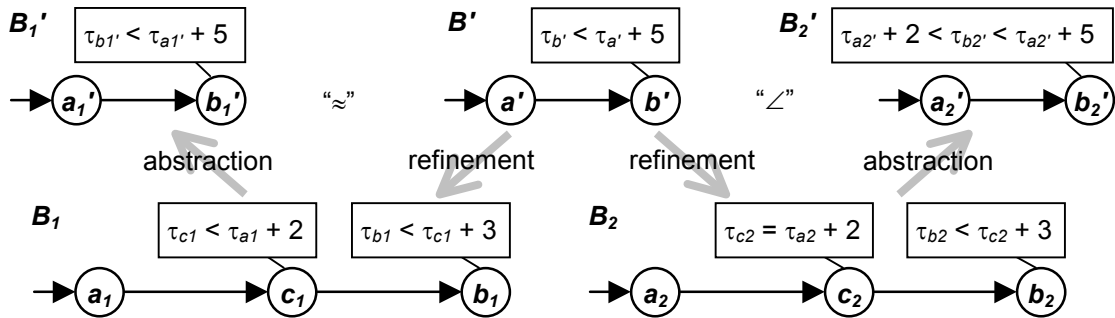 B₁' τb1' < τa1' + 5 B' τb' < τa' + 5 B₂' τa2' + 2 < τb2' < τa2' + 5
a₁' b₁' “≈” a' b' “∠” a₂' b₂'
abstraction refinement refinement abstraction
B₁ τc1 < τa1 + 2 τb1 < τc1 + 3 B₂ τc2 = τa2 + 2 τb2 < τc2 + 3
a₁ c₁ b₁ a₂ c₂ b₂